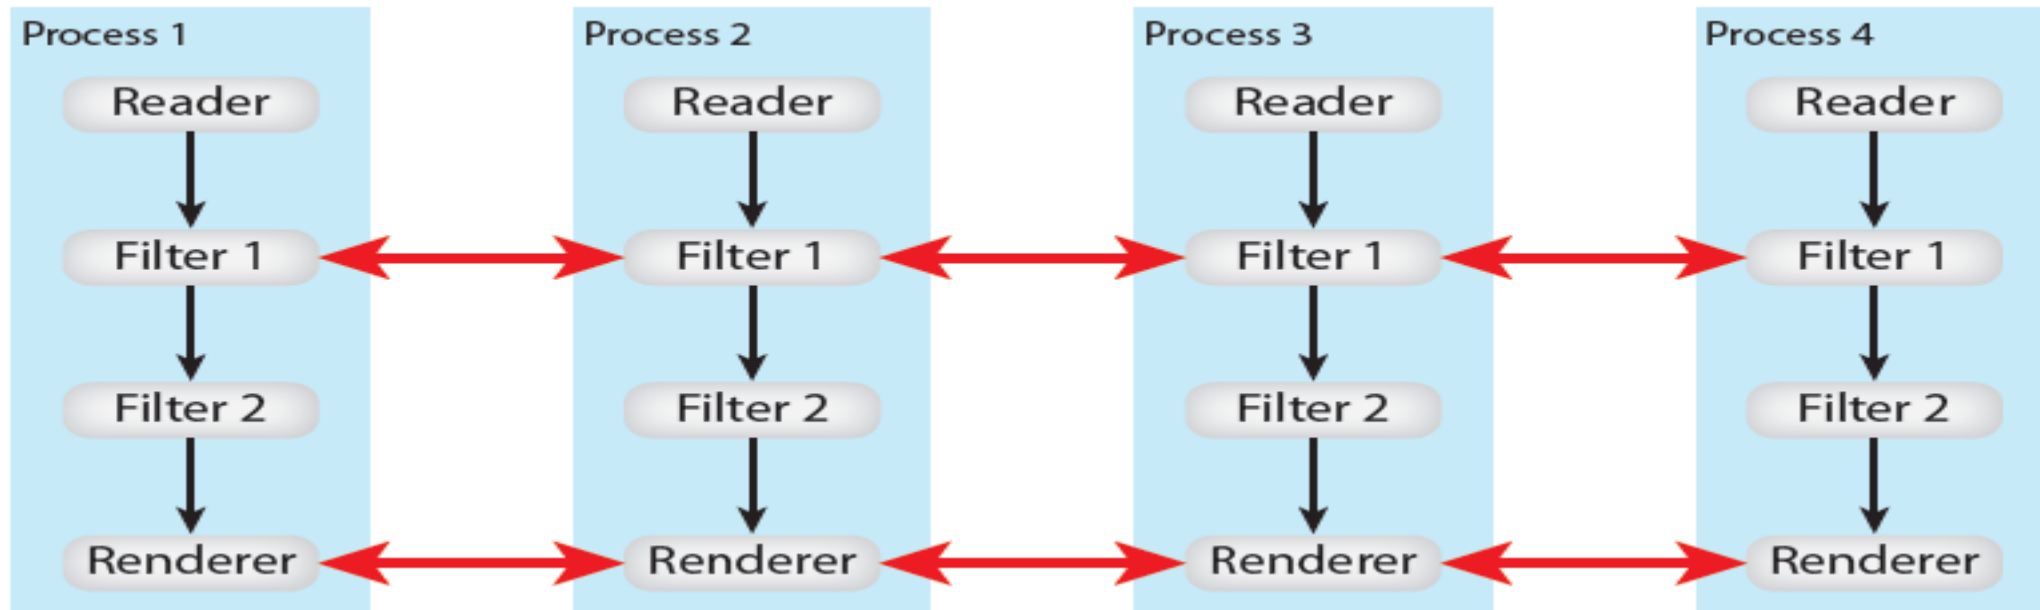 Process 1
Process 2
Process 3
Process 4
Reader
Reader
Reader
Reader
Filter 1
Filter 1
Filter 1
Filter 1
Filter 2
Filter 2
Filter 2
Filter 2
Renderer
Renderer
Renderer
Renderer